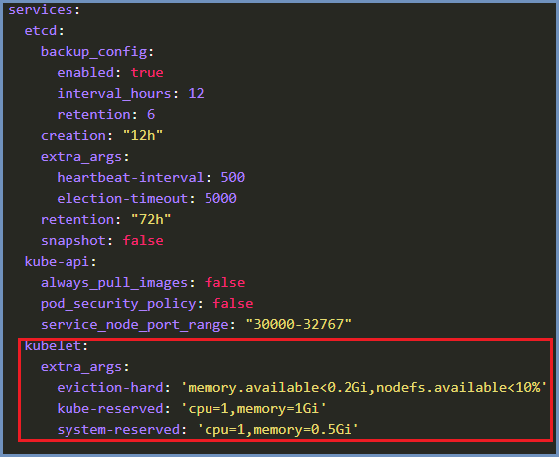 services:
  etcd:
    backup_config:
      enabled: true
      interval_hours: 12
      retention: 6
    creation: "12h"
    extra_args:
      heartbeat-interval: 500
      election-timeout: 5000
    retention: "72h"
    snapshot: false
  kube-api:
    always_pull_images: false
    pod_security_policy: false
    service_node_port_range: "30000-32767"
  kubelet:
    extra_args:
      eviction-hard: 'memory.available<0.2Gi,nodefs.available<10%'
      kube-reserved: 'cpu=1,memory=1Gi'
      system-reserved: 'cpu=1,memory=0.5Gi'